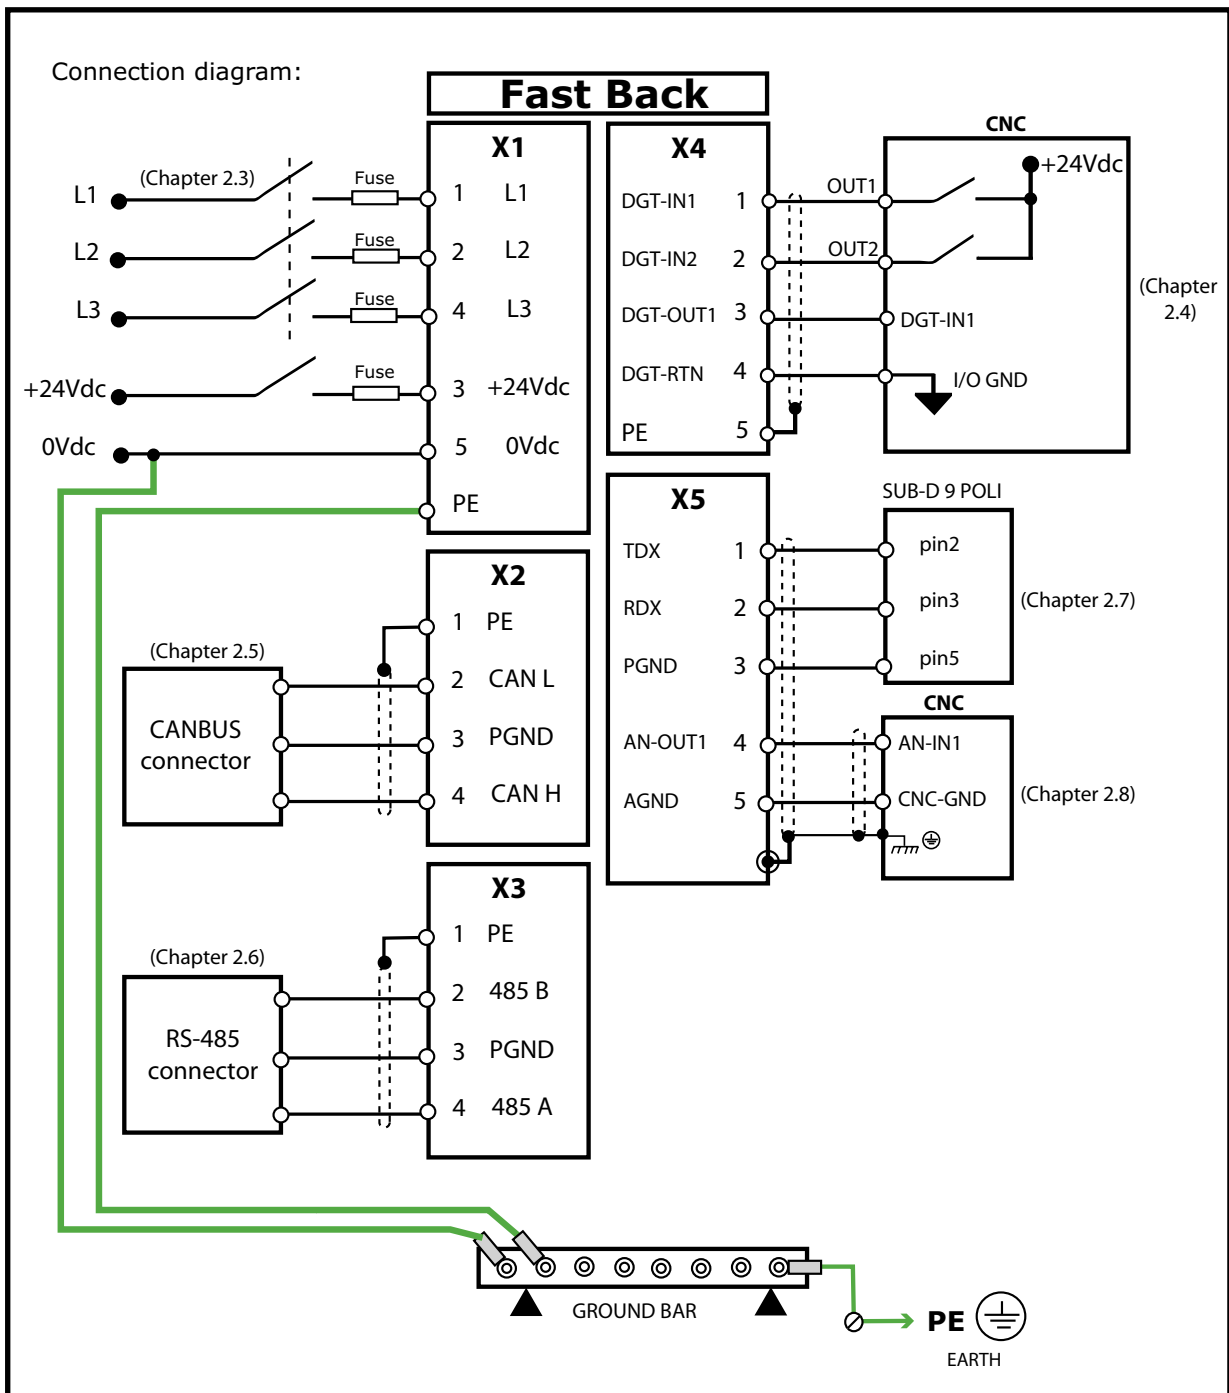 Connection diagram:
Fast Back
X1
(Chapter 2.3)
L1
Fuse
1 L1
L2
Fuse
2 L2
L3
Fuse
4 L3
+24Vdc
Fuse
3 +24Vdc
0Vdc
5 0Vdc
PE
X4
DGT-IN1 1
DGT-IN2 2
DGT-OUT1 3
DGT-RTN 4
PE 5
CNC
+24Vdc
OUT1
OUT2
DGT-IN1
I/O GND
(Chapter
2.4)
X2
1 PE
2 CAN L
3 PGND
4 CAN H
(Chapter 2.5)
CANBUS
connector
X5
TDX 1
RDX 2
PGND 3
AN-OUT1 4
AGND 5
SUB-D 9 POLI
pin2
pin3
pin5
(Chapter 2.7)
CNC
AN-IN1
CNC-GND
(Chapter 2.8)
X3
1 PE
2 485 B
3 PGND
4 485 A
(Chapter 2.6)
RS-485
connector
GROUND BAR
PE
EARTH